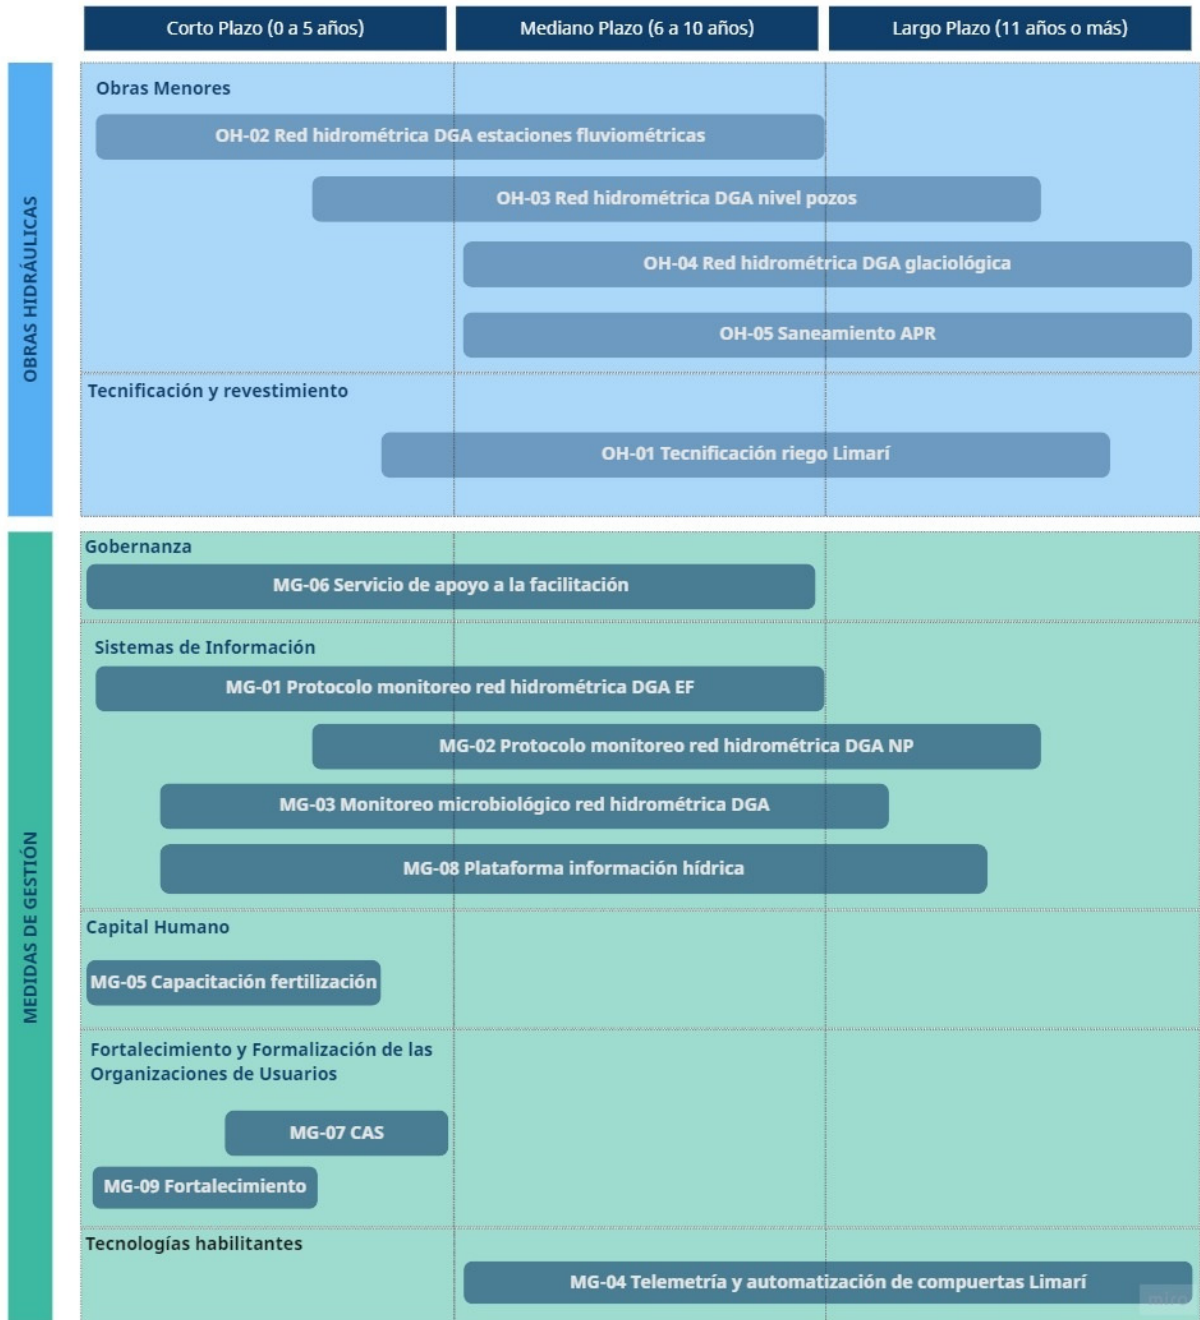 Corto Plazo (0 a 5 años)
Mediano Plazo (6 a 10 años)
Largo Plazo (11 años o más)
OBRAS HIDRÁULICAS
Obras Menores
OH-02 Red hidrométrica DGA estaciones fluviométricas
OH-03 Red hidrométrica DGA nivel pozos
OH-04 Red hidrométrica DGA glaciológica
OH-05 Saneamiento APR
Tecnificación y revestimiento
OH-01 Tecnificación riego Limarí
MEDIDAS DE GESTIÓN
Gobernanza
MG-06 Servicio de apoyo a la facilitación
Sistemas de Información
MG-01 Protocolo monitoreo red hidrométrica DGA EF
MG-02 Protocolo monitoreo red hidrométrica DGA NP
MG-03 Monitoreo microbiológico red hidrométrica DGA
MG-08 Plataforma información hídrica
Capital Humano
MG-05 Capacitación fertilización
Fortalecimiento y Formalización de las
Organizaciones de Usuarios
MG-07 CAS
MG-09 Fortalecimiento
Tecnologías habilitantes
MG-04 Telemetría y automatización de compuertas Limarí
miro